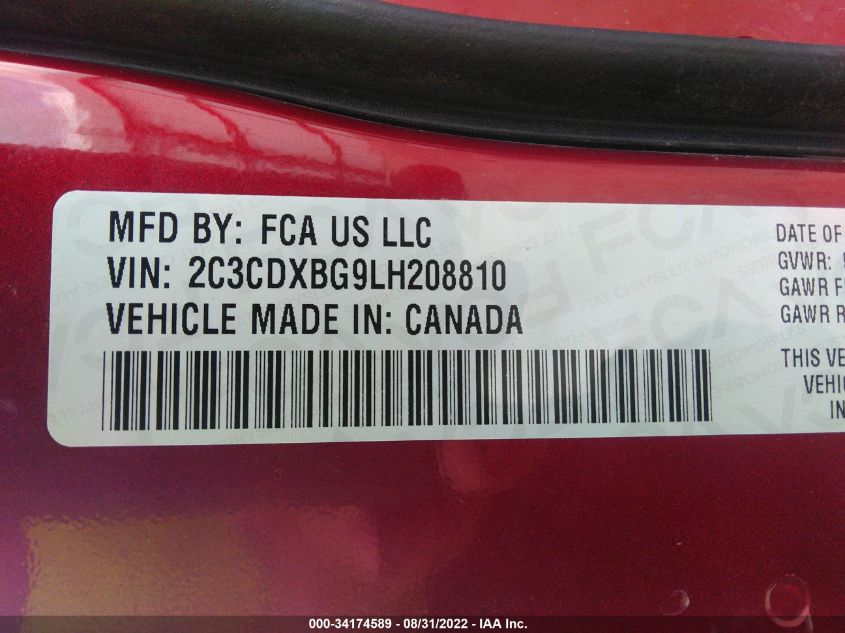 MFD BY: FCA US LLC
VIN: 2C3CDXBG9LH208810
VEHICLE MADE IN: CANADA
DATE OF
GVWR:
GAWR F
GAWR R
THIS VE
VEHI
IN
000-34174589 - 08/31/2022 - IAA Inc.